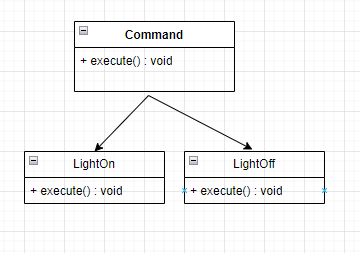 Command
+ execute() : void
LightOn
+ execute() : void
LightOff
+ execute() : void